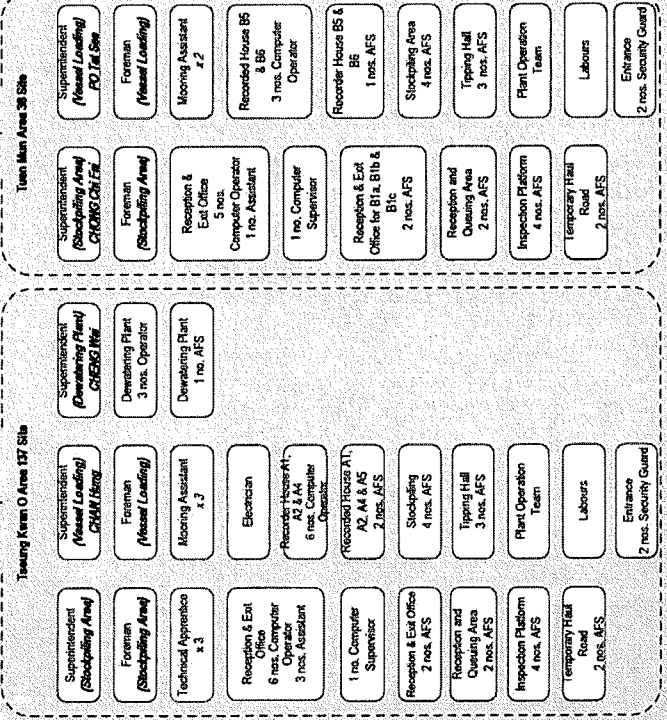 Tseung Kwan O Area 137 Site
Superintendent
(Stockpiling Area)
Foreman
(Stockpiling Area)
Technical Apprentice
x 3
Reception & Exit
Office
6 nos. Computer
Operator
3 nos. Assistant
1 no. Computer
Supervisor
Reception & Exit Office
2 nos. AFS
Reception and
Queuing Area
2 nos. AFS
Inspection Platform
4 nos. AFS
Temporary Haul
Road
2 nos. AFS
Superintendent
(Vessel Loading)
CHAN Hung
Foreman
(Vessel Loading)
Mooring Assistant
x 3
Electrician
Recorder House A1,
A2 & A4
6 nos. Computer
Operator
Recorded House A1,
A2, A4 & A5
2 nos. AFS
Stockpiling
4 nos. AFS
Tipping Hall
3 nos. AFS
Plant Operation
Team
Labours
Entrance
2 nos. Security Guard
Superintendent
(Dewatering Plant)
CHENG Wai
Dewatering Plant
3 nos. Operator
Dewatering Plant
1 no. AFS
Tuen Mun Area 38 Site
Superintendent
(Stockpiling Area)
CHONG Chi Fai
Foreman
(Stockpiling Area)
Reception &
Exit Office
5 nos.
Computer Operator
1 no. Assistant
1 no. Computer
Supervisor
Reception & Exit
Office for B1a, B1b &
B1c
2 nos. AFS
Reception and
Queuing Area
2 nos. AFS
Inspection Platform
4 nos. AFS
Temporary Haul
Road
2 nos. AFS
Superintendent
(Vessel Loading)
PO Tat See
Foreman
(Vessel Loading)
Mooring Assistant
x 2
Recorded House B5
& B6
3 nos. Computer
Operator
Recorder House B5 &
B6
1 nos. AFS
Stockpiling Area
4 nos. AFS
Tipping Hall
3 nos. AFS
Plant Operation
Team
Labours
Entrance
2 nos. Security Guard